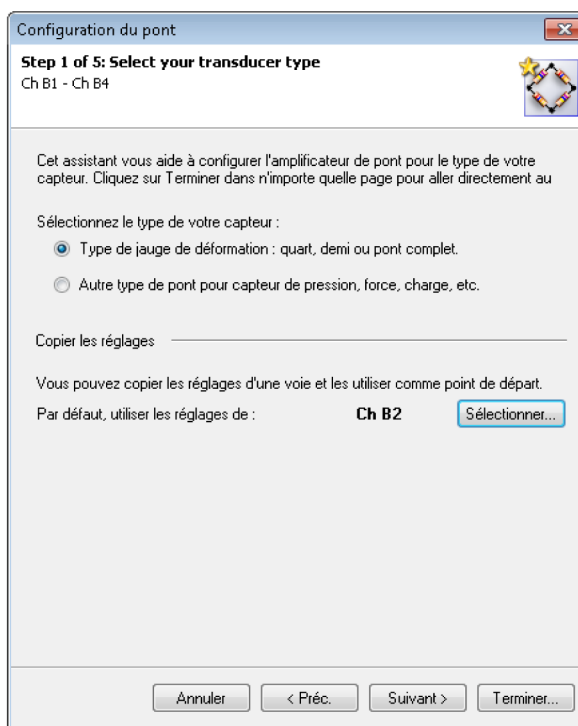 Configuration du pont
Step 1 of 5: Select your transducer type
Ch B1 - Ch B4
Cet assistant vous aide à configurer l'amplificateur de pont pour le type de votre
capteur. Cliquez sur Terminer dans n'importe quelle page pour aller directement au
Sélectionnez le type de votre capteur :
Type de jauge de déformation : quart, demi ou pont complet.
Autre type de pont pour capteur de pression, force, charge, etc.
Copier les réglages
Vous pouvez copier les réglages d'une voie et les utiliser comme point de départ.
Par défaut, utiliser les réglages de : Ch B2 Sélectionner...
Annuler < Préc. Suivant > Terminer...